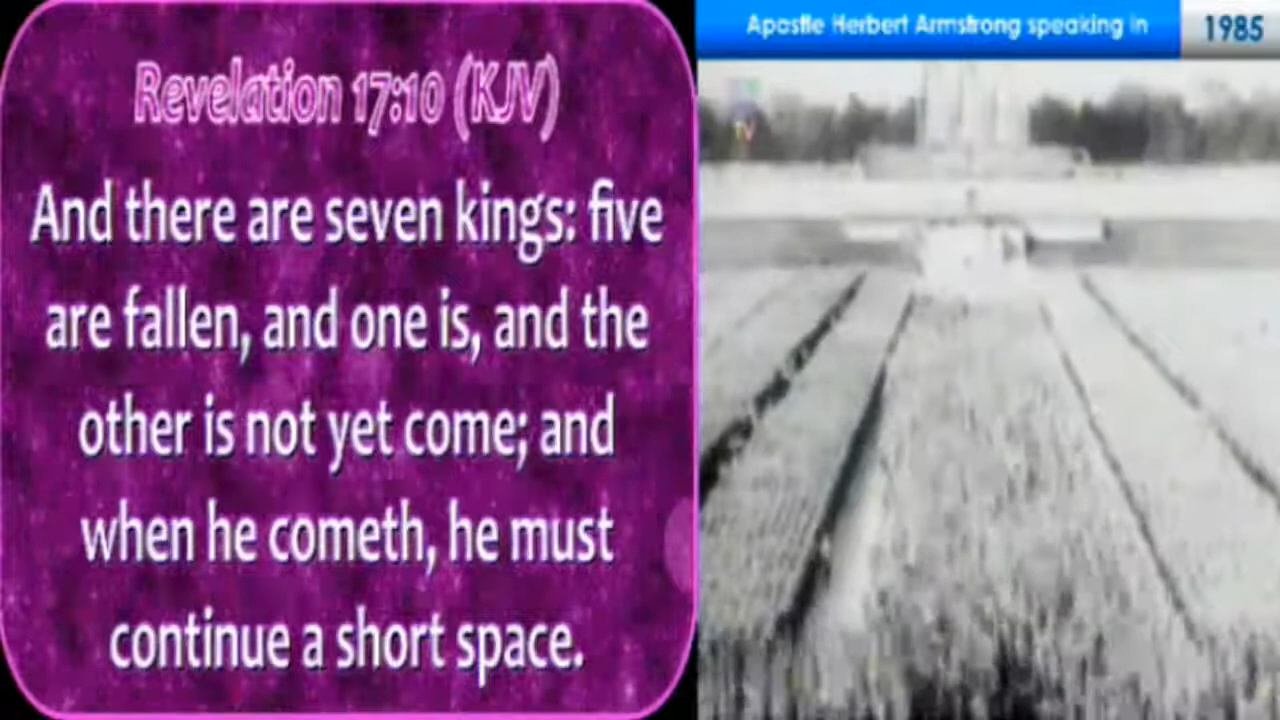 Revelation 17:10 (KJV)
And there are seven kings: five
are fallen, and one is, and the
other is not yet come; and
when he cometh, he must
continue a short space.
Apostle Herbert Armstrong speaking in
1985